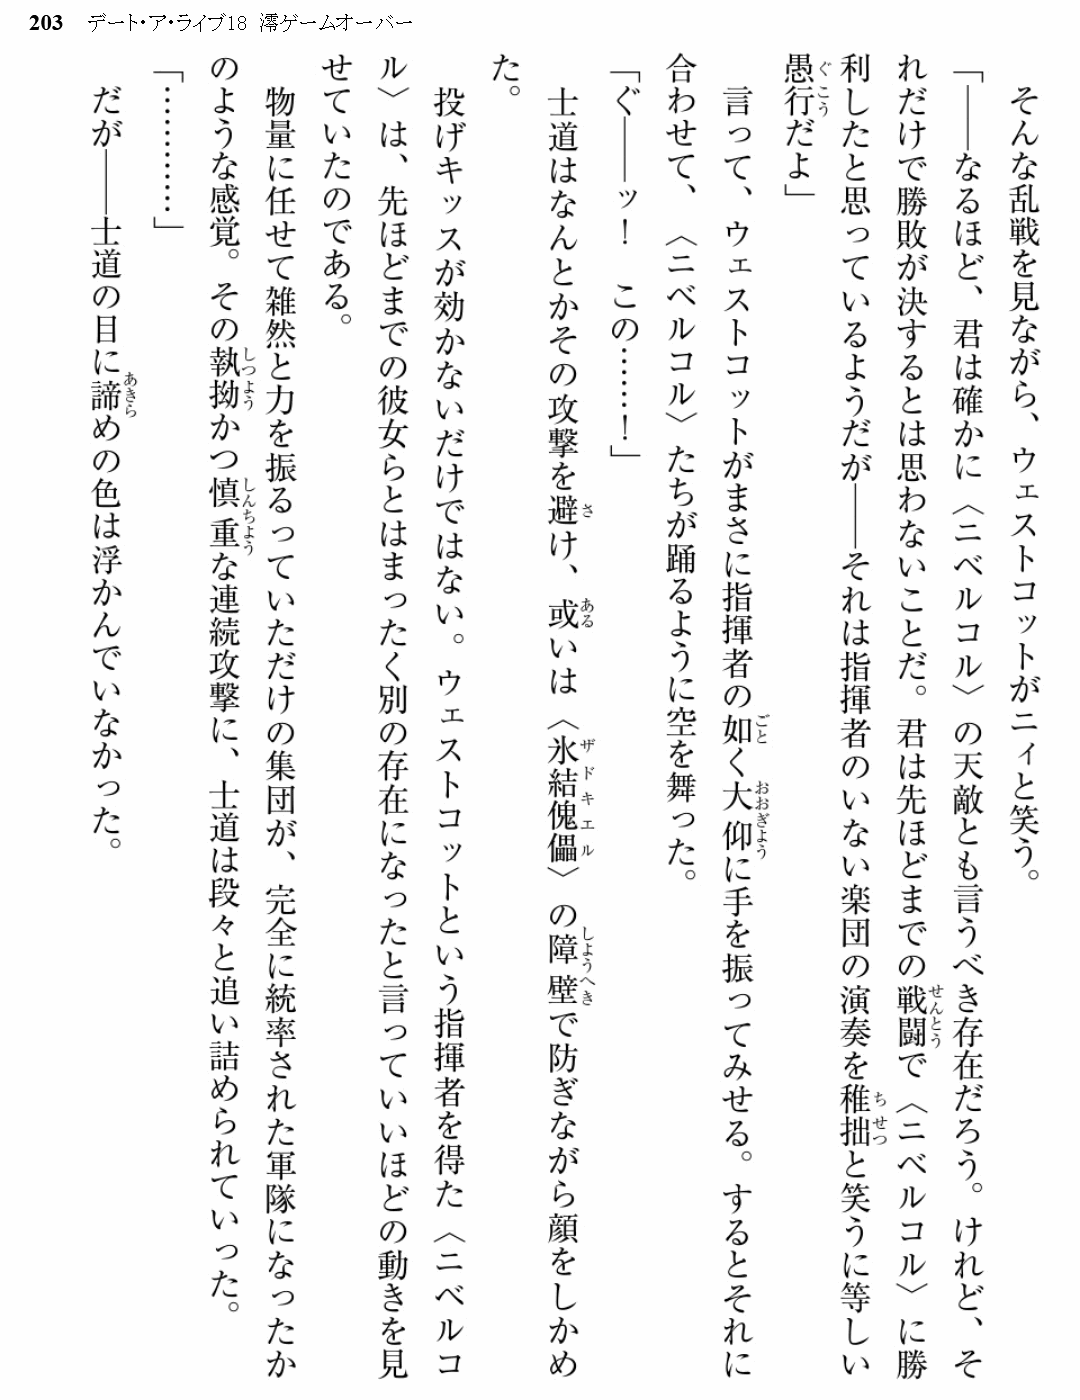 203 デート・ア・ライブ18 澪ゲームオーバー
そんな乱戦を見ながら、ウェストコットがニィと笑う。
「――なるほど、君は確かに〈ニベルコル〉の天敵とも言うべき存在だろう。けれど、そ
れだけで勝敗が決するとは思わないことだ。君は先ほどまでの戦闘で〈ニベルコル〉に勝
利したと思っているようだが――それは指揮者のいない楽団の演奏を稚拙と笑うに等しい
愚行だよ」
言って、ウェストコットがまさに指揮者の如く大仰に手を振ってみせる。するとそれに
合わせて、〈ニベルコル〉たちが踊るように空を舞った。
「ぐ――ッ！　この……！」
士道はなんとかその攻撃を避け、或いは〈氷結傀儡〉の障壁で防ぎながら顔をしかめ
た。
投げキッスが効かないだけではない。ウェストコットという指揮者を得た〈ニベルコ
ル〉は、先ほどまでの彼女らとはまったく別の存在になったと言っていいほどの動きを見
せていたのである。
物量に任せて雑然と力を振るっていただけの集団が、完全に統率された軍隊になったか
のような感覚。その執拗かつ慎重な連続攻撃に、士道は段々と追い詰められていった。
「…………」
だが――士道の目に諦めの色は浮かんでいなかった。